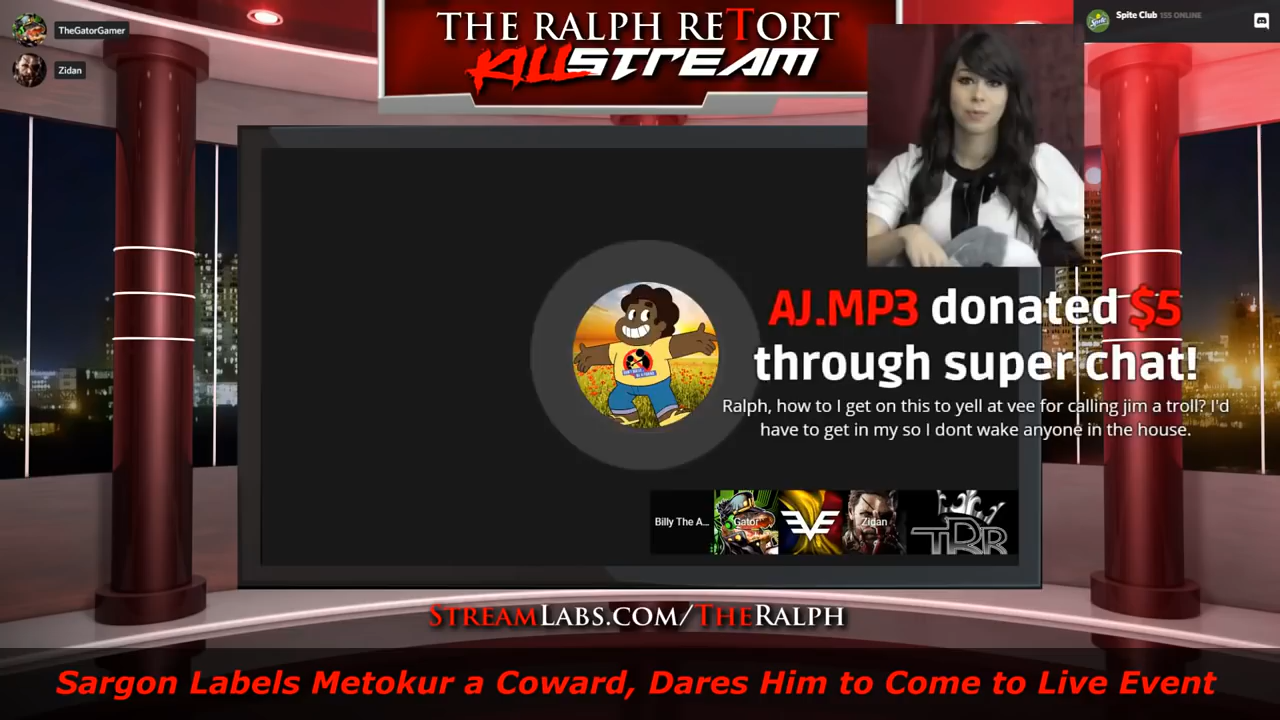 TheGatorGamer
Zidan
THE RALPH RETORT
KILLSTREAM
Spite Club 155 ONLINE
Spite
AJ.MP3 donated $5
through super chat!
Ralph, how to I get on this to yell at vee for calling jim a troll? I'd
have to get in my so I dont wake anyone in the house.
Billy The A...
Gator
Zidan
TRR
STREAMLABS.COM/THERALPH
Sargon Labels Metokur a Coward, Dares Him to Come to Live Event